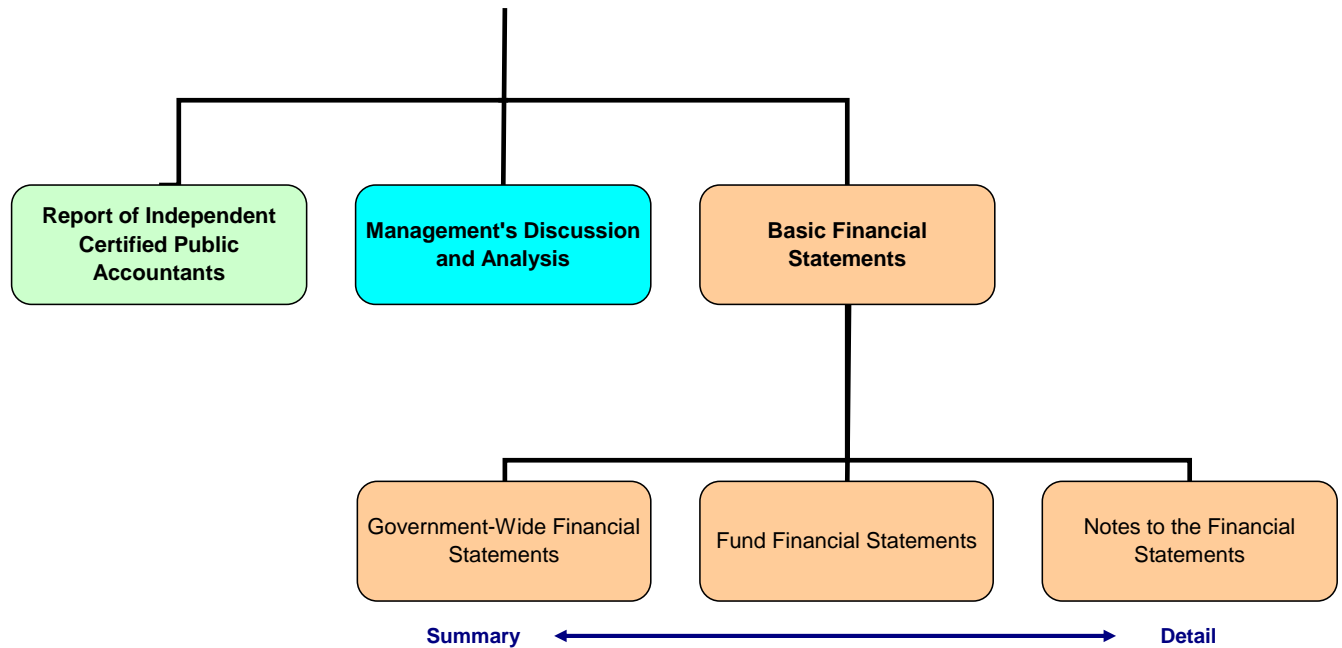 Report of Independent
Certified Public
Accountants
Management's Discussion
and Analysis
Basic Financial
Statements
Government-Wide Financial
Statements
Fund Financial Statements
Notes to the Financial
Statements
Summary
Detail